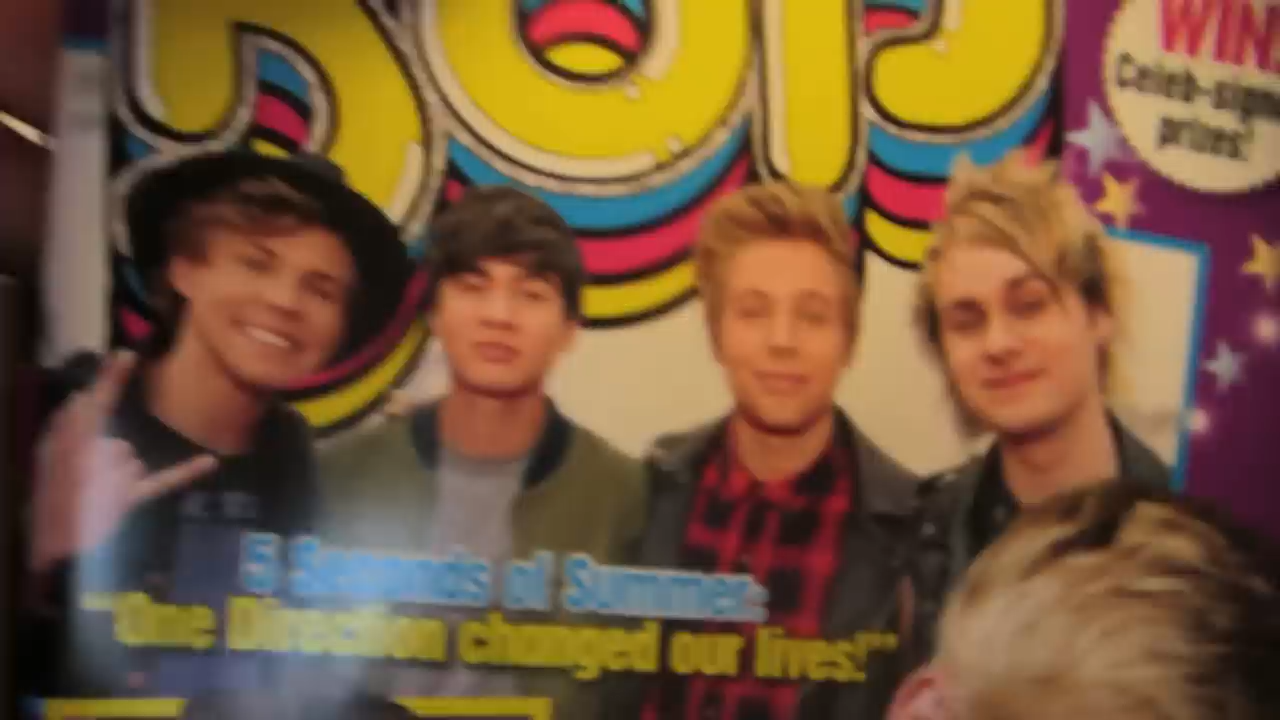 WIN!
Celeb-signed
prizes!
5 Seconds of Summer:
"One Direction changed our lives!"